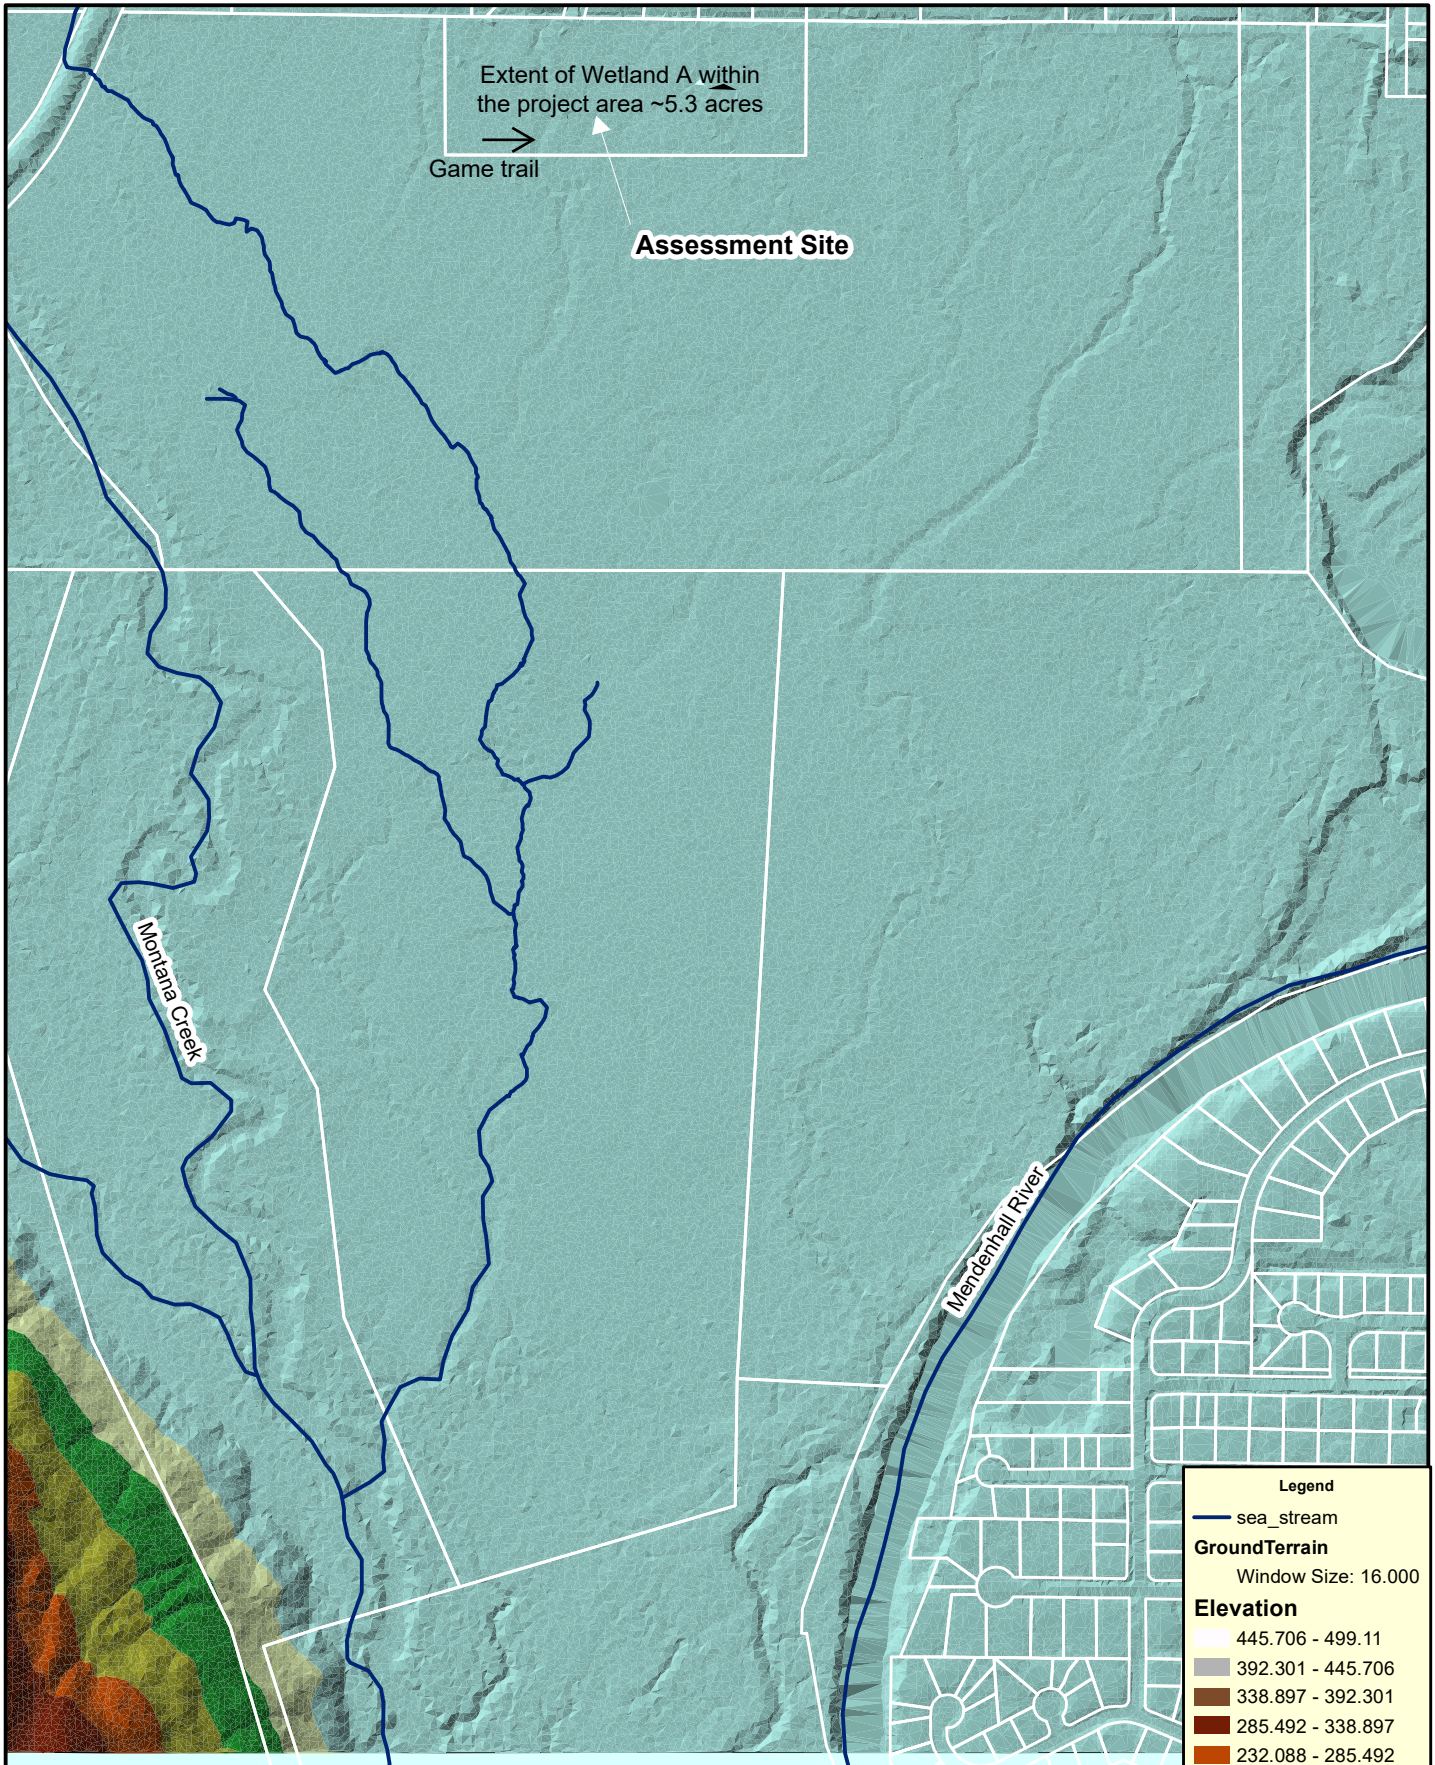 Extent of Wetland A within
the project area ~5.3 acres
Game trail
Assessment Site
Montana Creek
Mendenhall River
Legend
sea_stream
GroundTerrain
Window Size: 16.000
Elevation
445.706 - 499.11
392.301 - 445.706
338.897 - 392.301
285.492 - 338.897
232.088 - 285.492